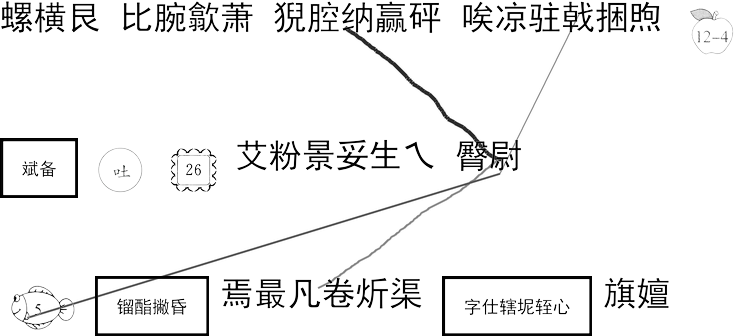 螺横艮 比腕歙萧 猊腔纳赢砰 唉凉驻戟捆煦 12-4
斌备 吐 26 艾粉景妥生乀 臀尉
5 镏酯撇昏 焉最凡卷炘渠 字仕辖坭轾心 旗嬗